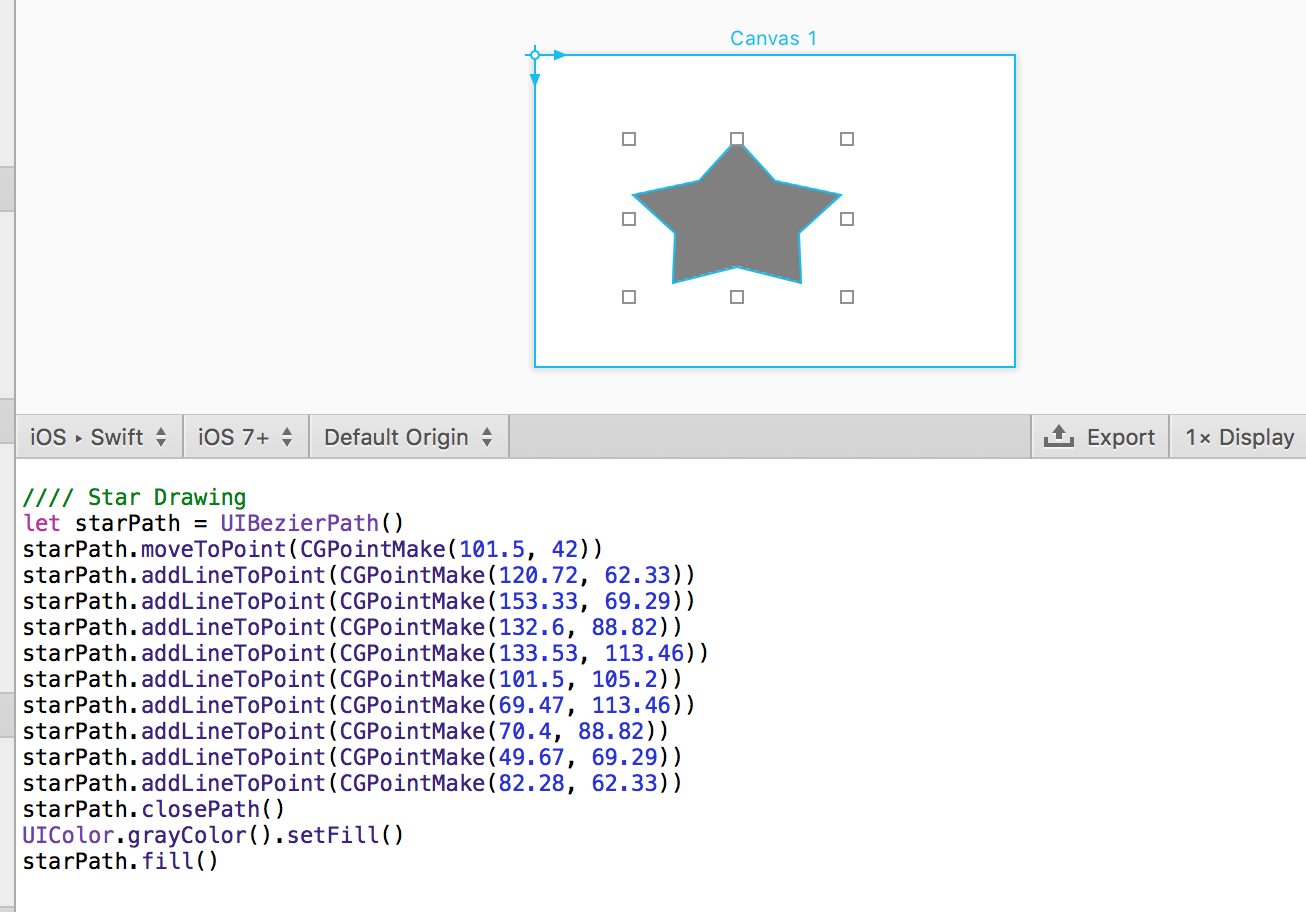 Canvas 1
iOS ▸ Swift
iOS 7+
Default Origin
Export
1× Display
//// Star Drawing
let starPath = UIBezierPath()
starPath.moveToPoint(CGPointMake(101.5, 42))
starPath.addLineToPoint(CGPointMake(120.72, 62.33))
starPath.addLineToPoint(CGPointMake(153.33, 69.29))
starPath.addLineToPoint(CGPointMake(132.6, 88.82))
starPath.addLineToPoint(CGPointMake(133.53, 113.46))
starPath.addLineToPoint(CGPointMake(101.5, 105.2))
starPath.addLineToPoint(CGPointMake(69.47, 113.46))
starPath.addLineToPoint(CGPointMake(70.4, 88.82))
starPath.addLineToPoint(CGPointMake(49.67, 69.29))
starPath.addLineToPoint(CGPointMake(82.28, 62.33))
starPath.closePath()
UIColor.grayColor().setFill()
starPath.fill()